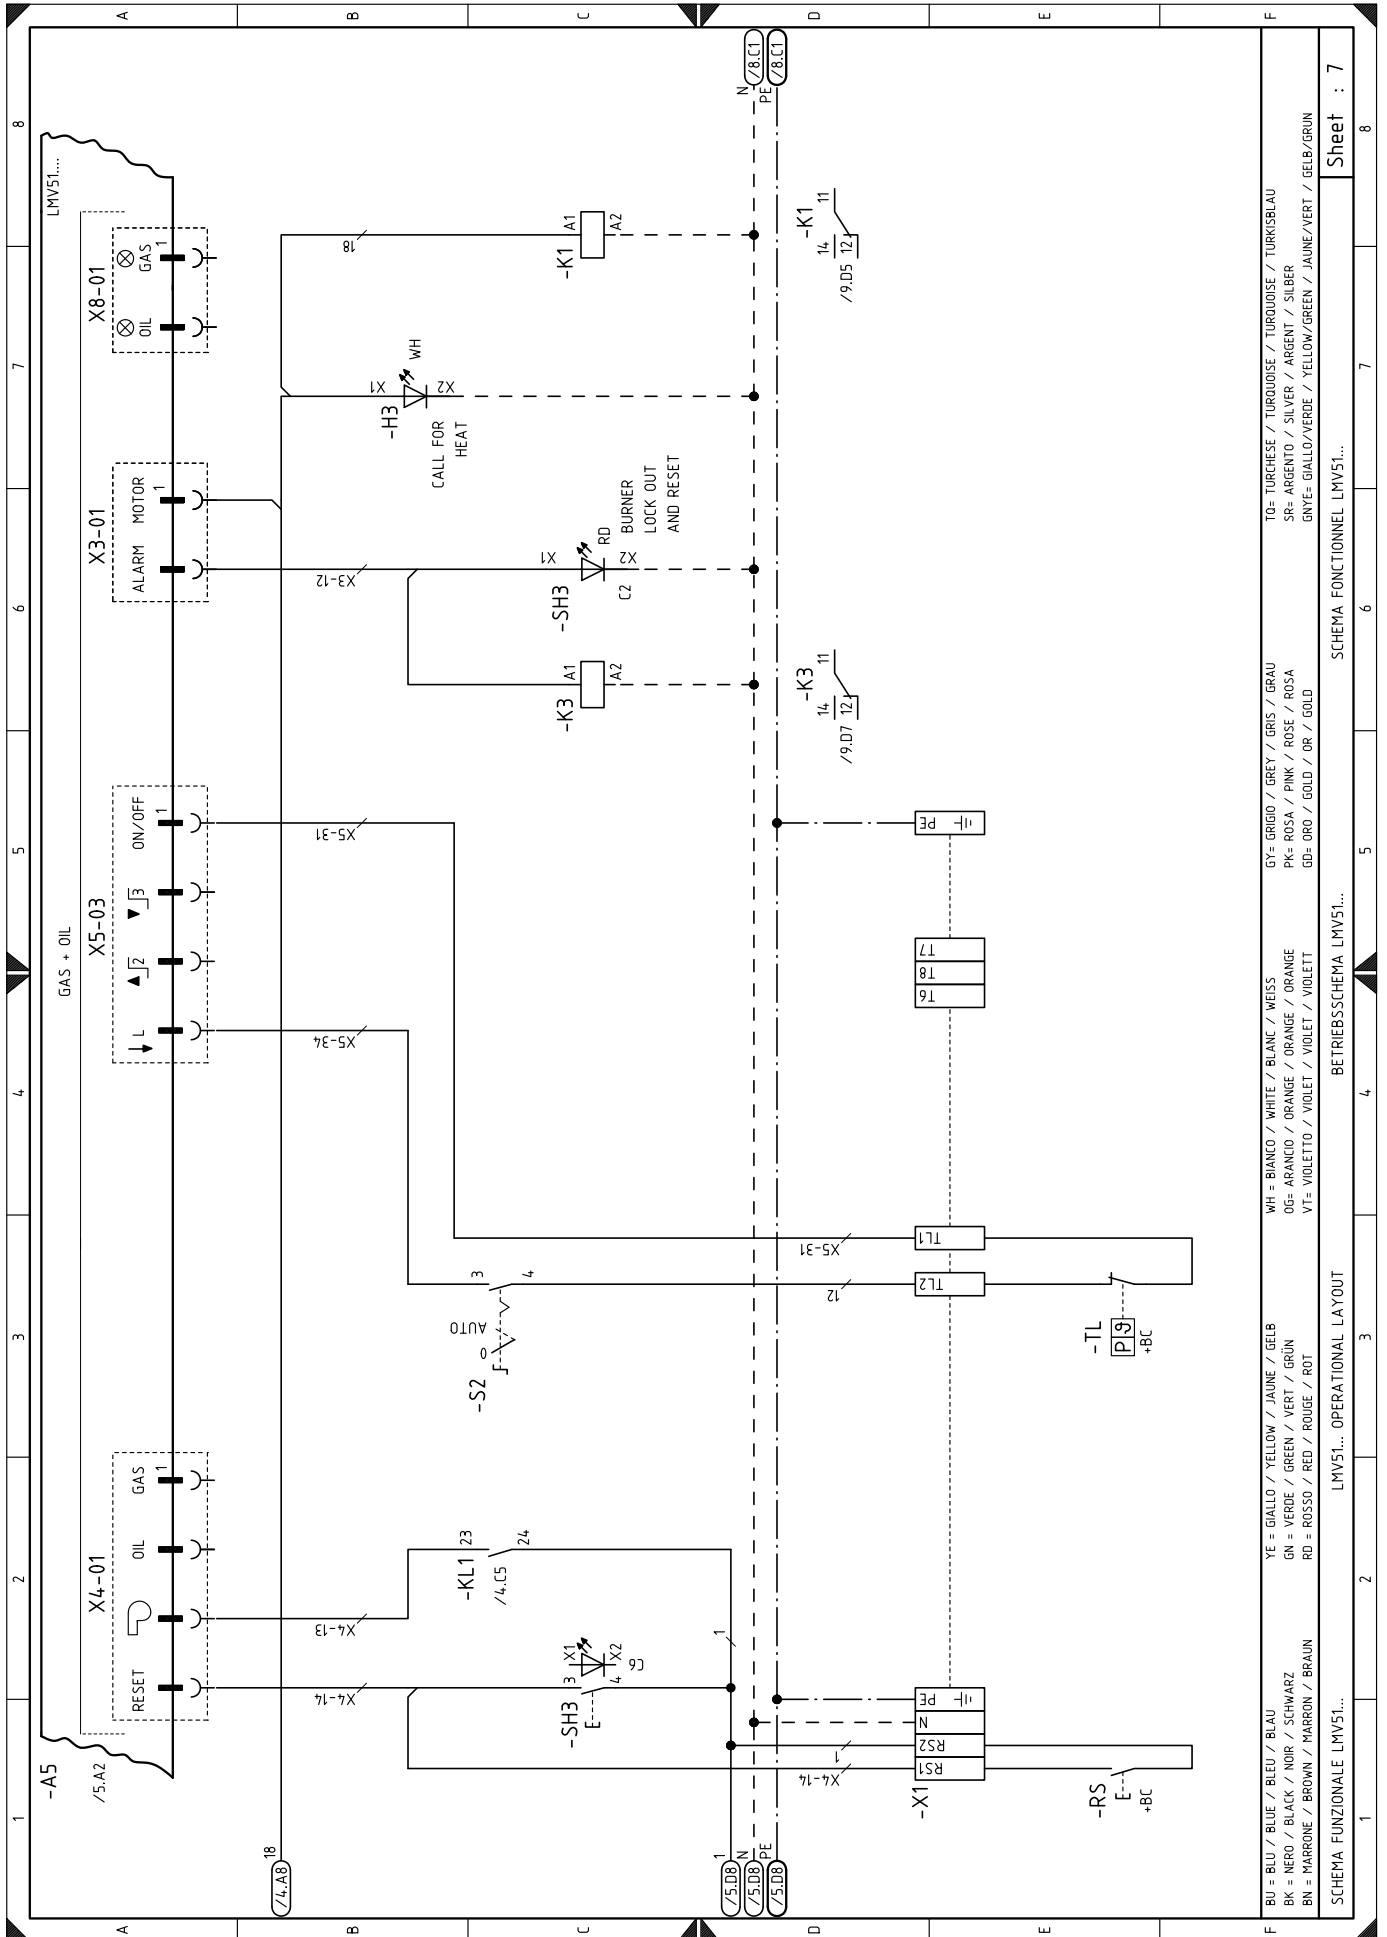 1 2 3 4 5 6 7 8
A B C D E F
-A5
/5.A2
LMV51....
GAS + OIL
X4-01
RESET
OIL
GAS
1
X5-03
L
2
3
ON/OFF
1
X3-01
ALARM
MOTOR
1
X8-01
OIL
GAS
1
/4.A8
18
X4-14
X4-13
X5-34
X5-31
X3-12
18
-KL1
/4.C5
23
24
-S2
0
AUTO
3
4
-H3
X1
X2
WH
CALL FOR
HEAT
-SH3
3
4
X1
X2
C6
-K3
A1
A2
-SH3
X1
X2
C2
RD
BURNER
LOCK OUT
AND RESET
-K1
A1
A2
1
/5.D8
1
/5.D8
N
/5.D8
PE
N
/8.C1
PE
/8.C1
X4-14
1
12
X5-31
-K3
11
14
12
/9.D7
-K1
11
14
12
/9.D5
-X1
RS1
RS2
N
PE
TL2
TL1
T6
T8
T7
PE
-RS
+BC
-TL
P
ϑ
+BC
BU = BLU / BLUE / BLEU / BLAU
BK = NERO / BLACK / NOIR / SCHWARZ
BN = MARRONE / BROWN / MARRON / BRAUN
YE = GIALLO / YELLOW / JAUNE / GELB
GN = VERDE / GREEN / VERT / GRÜN
RD = ROSSO / RED / ROUGE / ROT
WH = BIANCO / WHITE / BLANC / WEISS
OG= ARANCIO / ORANGE / ORANGE / ORANGE
VT= VIOLETTO / VIOLET / VIOLET / VIOLETT
GY= GRIGIO / GREY / GRIS / GRAU
PK= ROSA / PINK / ROSE / ROSA
GD= ORO / GOLD / OR / GOLD
TQ= TURCHESE / TURQUOISE / TURQUOISE / TURKISBLAU
SR= ARGENTO / SILVER / ARGENT / SILBER
GNYE= GIALLO/VERDE / YELLOW/GREEN / JAUNE/VERT / GELB/GRUN
SCHEMA FUNZIONALE LMV51...
LMV51... OPERATIONAL LAYOUT
BETRIEBSSCHEMA LMV51...
SCHEMA FONCTIONNEL LMV51...
Sheet : 7
1 2 3 4 5 6 7 8
A B C D E F